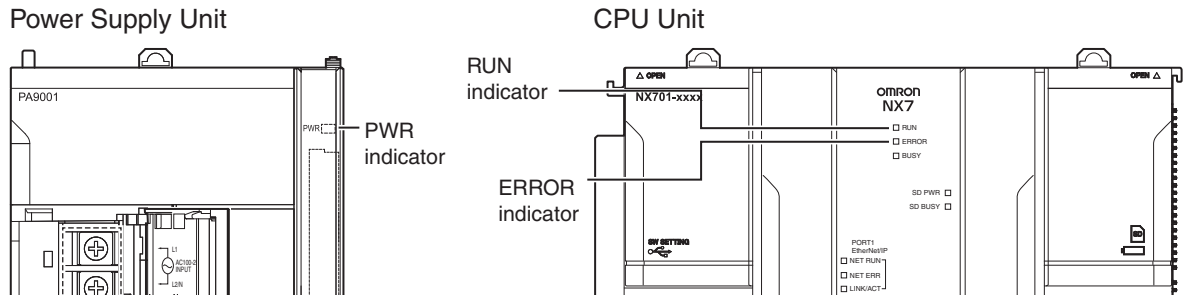 Power Supply Unit
PA9001
PWR
PWR
indicator
L1
AC100-2
INPUT
L2/N
CPU Unit
RUN
indicator
ERROR
indicator
△ OPEN
OPEN △
NX701-xxxx
OMRON
NX7
RUN
ERROR
BUSY
SD PWR
SD BUSY
SW SETTING
PORT1
EtherNet/IP
NET RUN
NET ERR
LINK/ACT
SD